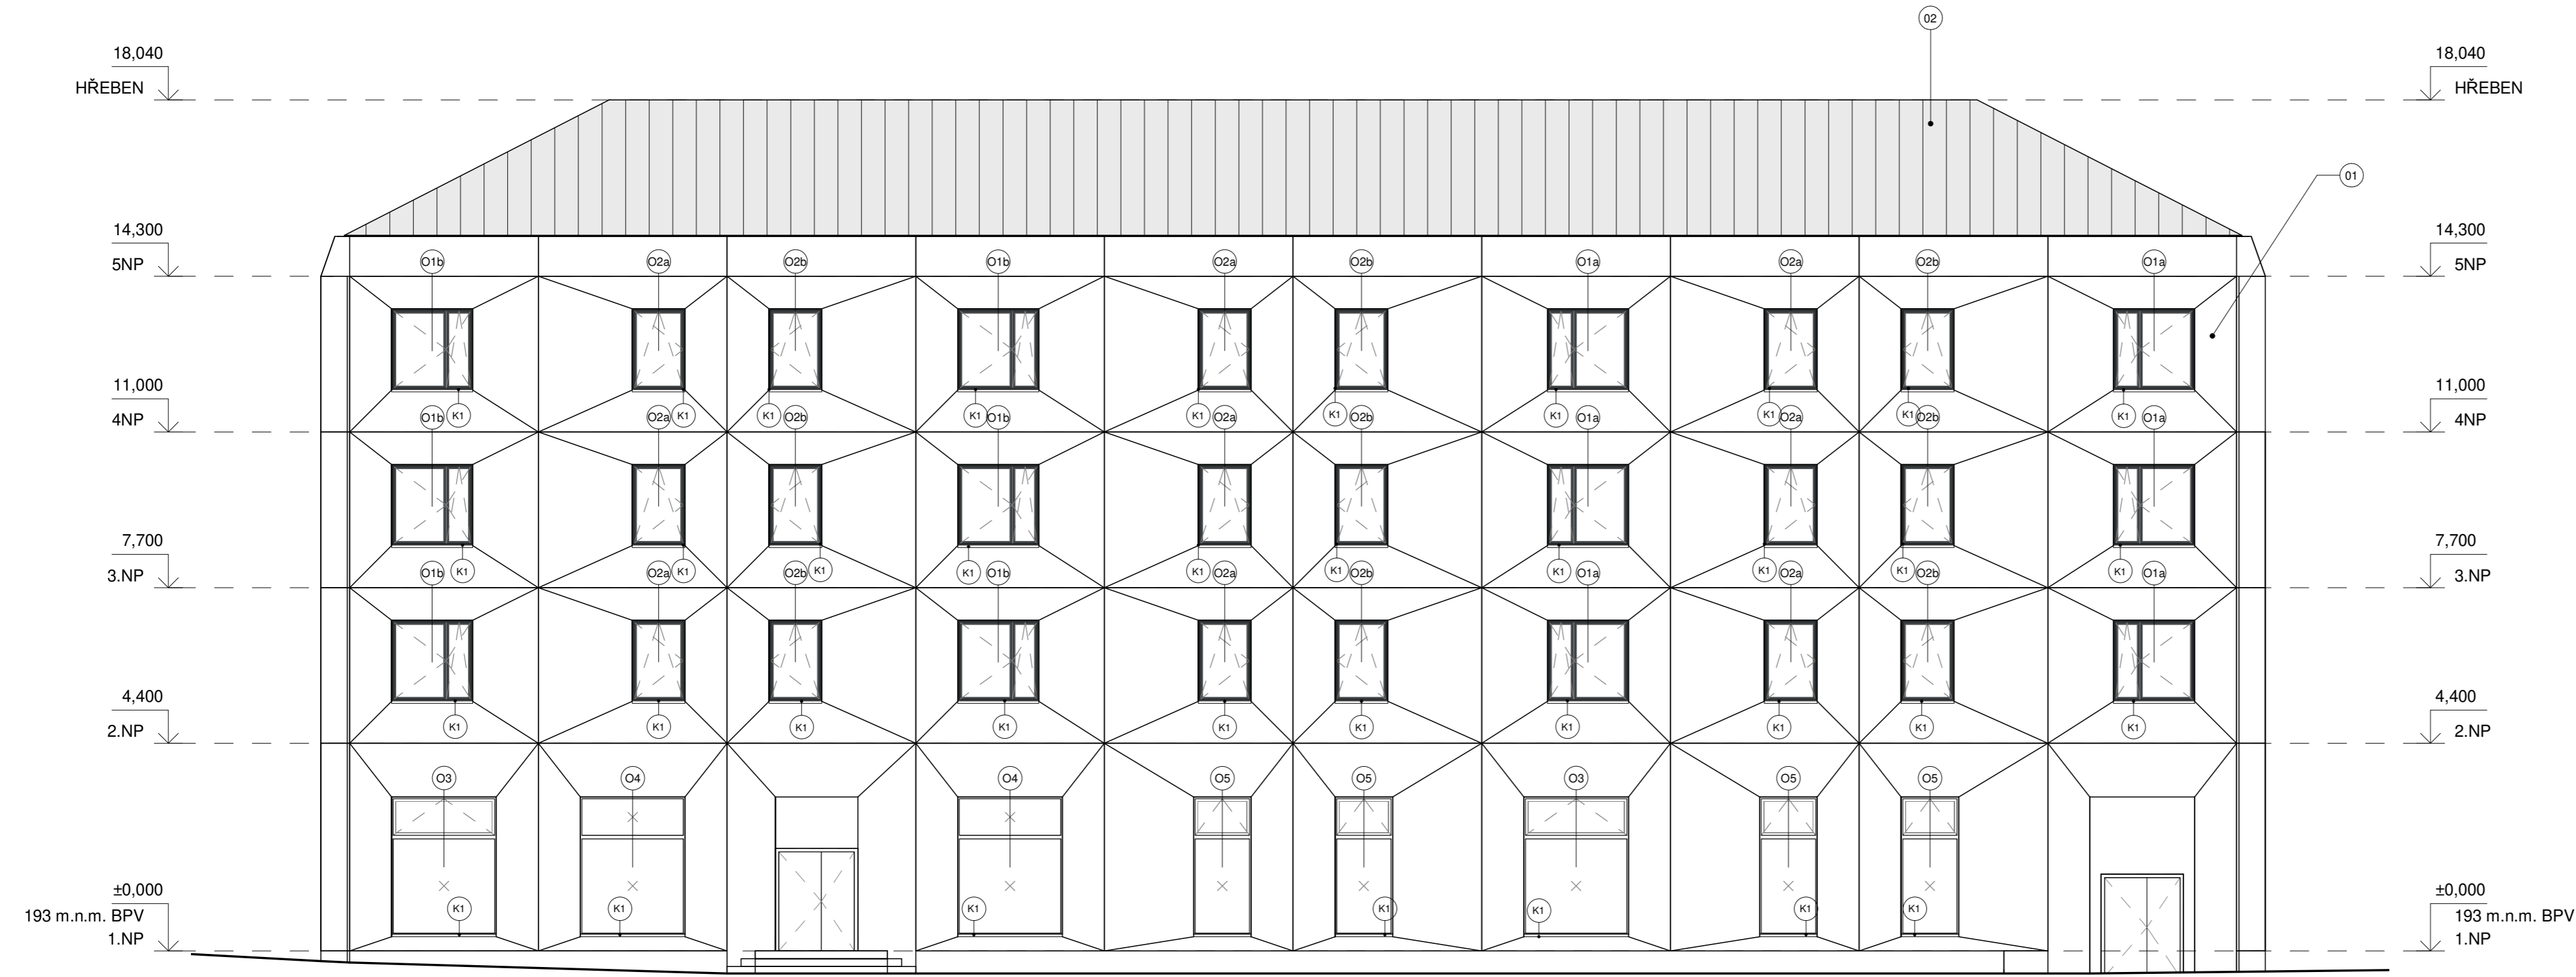 02
18,040
HŘEBEN
18,040
HŘEBEN
01
14,300
5NP
14,300
5NP
O1b O2a O2b O1b O2a O2b O1a O2a O2b O1a
11,000
4NP
11,000
4NP
K1 K1 K1 K1 K1 K1 K1 K1 K1 K1
O1b O2a O2b O1b O2a O2b O1a O2a O2b O1a
7,700
3.NP
7,700
3.NP
K1 K1 K1 K1 K1 K1 K1 K1 K1 K1
O1b O2a O2b O1b O2a O2b O1a O2a O2b O1a
4,400
2.NP
4,400
2.NP
K1 K1 K1 K1 K1 K1 K1 K1 K1 K1
O3 O4 O4 O5 O5 O3 O5 O5
±0,000
193 m.n.m. BPV
1.NP
±0,000
193 m.n.m. BPV
1.NP
K1 K1 K1 K1 K1 K1 K1